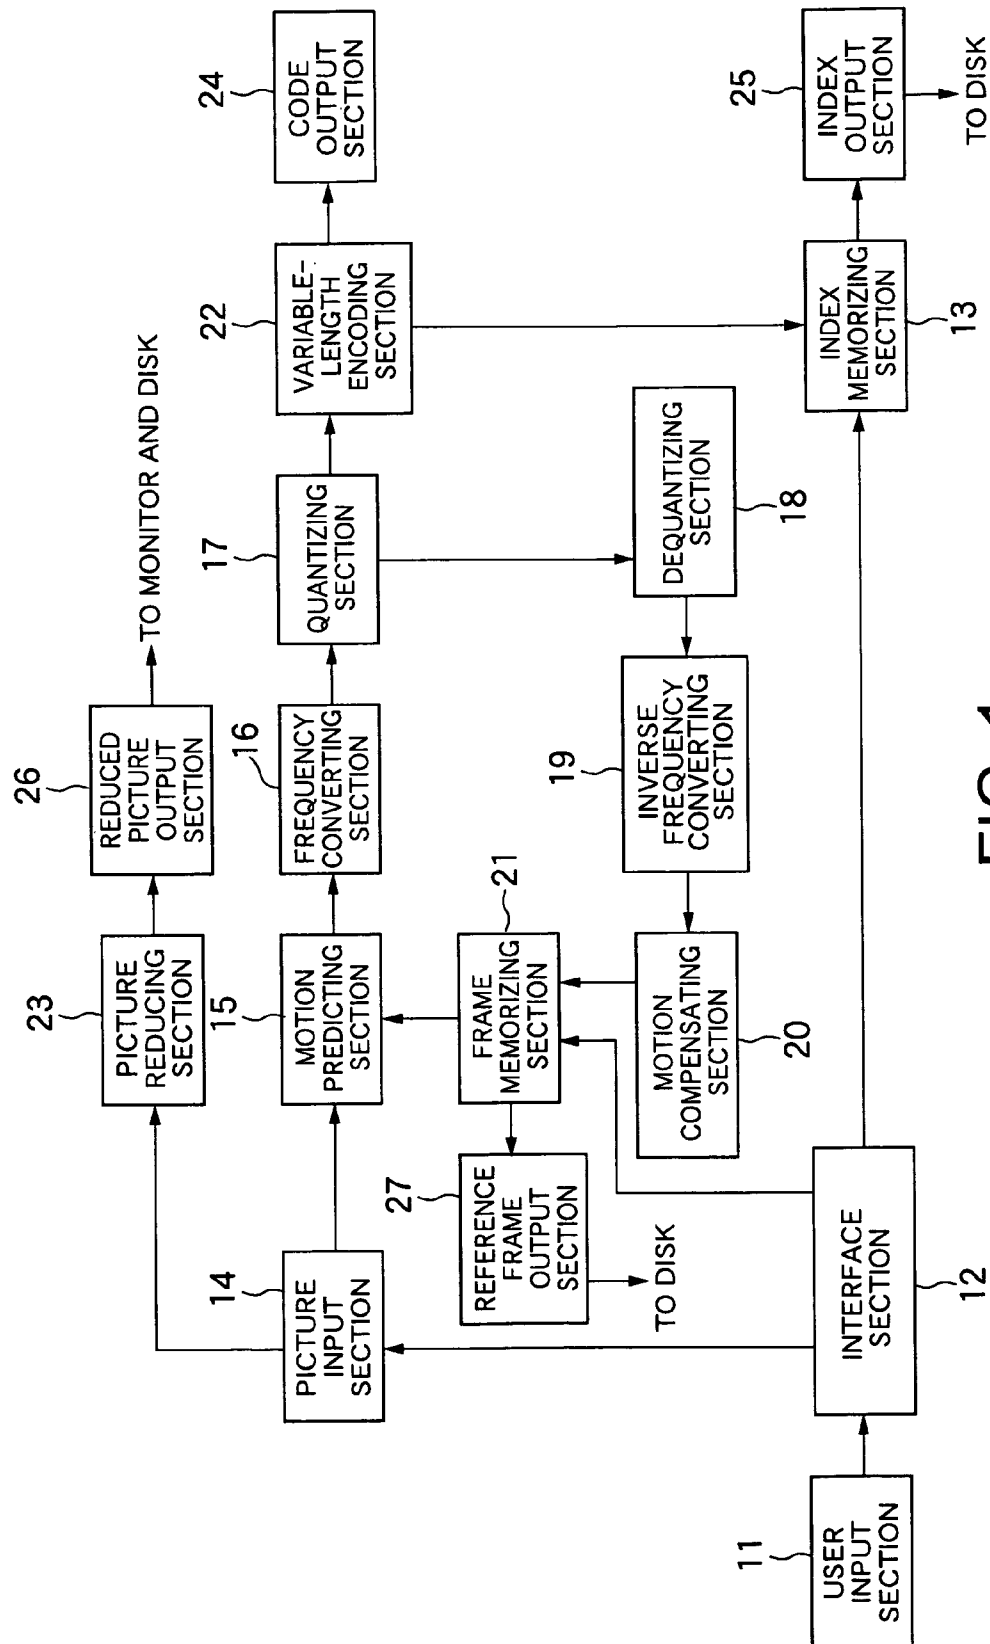 26
REDUCED
PICTURE
OUTPUT
SECTION
TO MONITOR AND DISK
23
PICTURE
REDUCING
SECTION
14
PICTURE
INPUT
SECTION
15
MOTION
PREDICTING
SECTION
16
FREQUENCY
CONVERTING
SECTION
17
QUANTIZING
SECTION
22
VARIABLE-
LENGTH
ENCODING
SECTION
24
CODE
OUTPUT
SECTION
27
REFERENCE
FRAME
OUTPUT
SECTION
TO DISK
21
FRAME
MEMORIZING
SECTION
20
MOTION
COMPENSATING
SECTION
19
INVERSE
FREQUENCY
CONVERTING
SECTION
DEQUANTIZING
SECTION
18
11
USER
INPUT
SECTION
INTERFACE
SECTION
12
INDEX
MEMORIZING
SECTION
13
25
INDEX
OUTPUT
SECTION
TO DISK